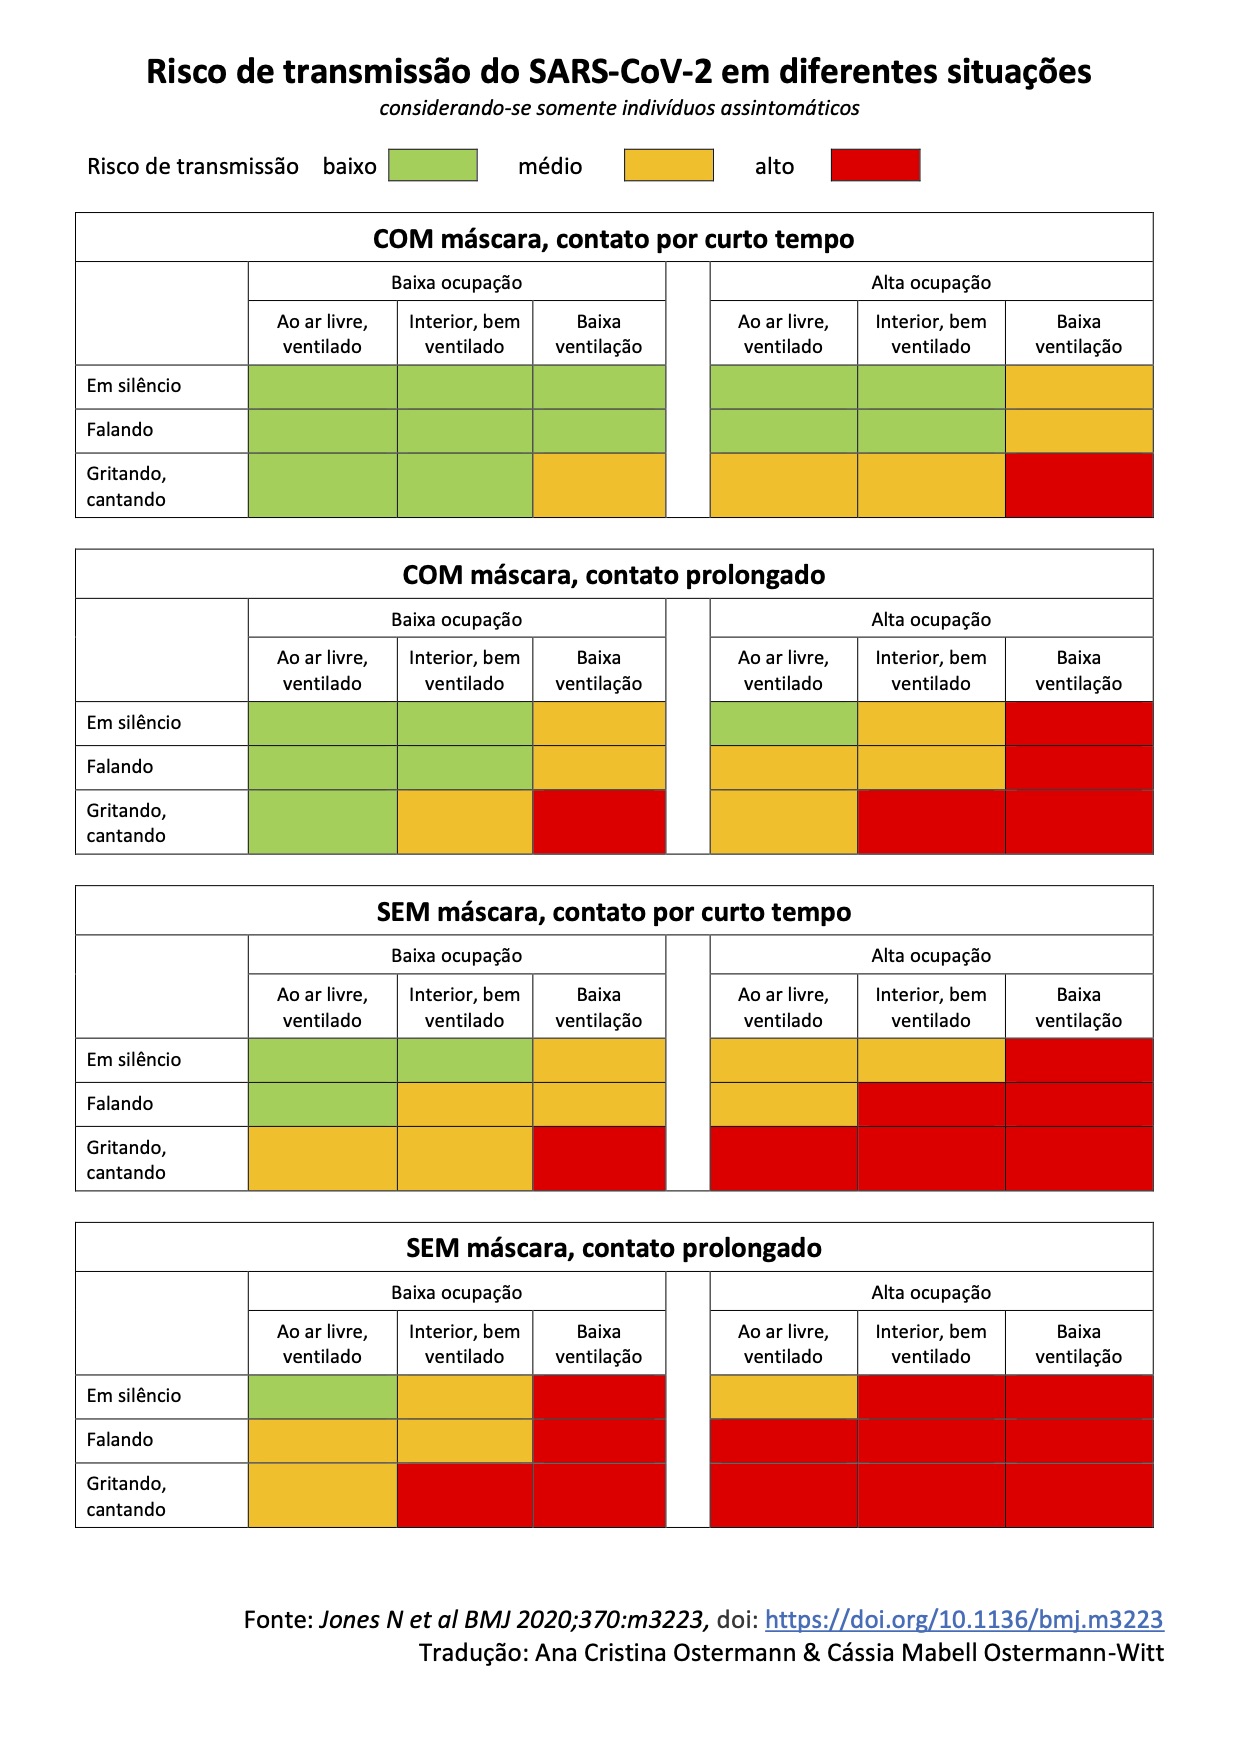 Risco de transmissão do SARS-CoV-2 em diferentes situações
considerando-se somente indivíduos assintomáticos
Risco de transmissão baixo médio alto
COM máscara, contato por curto tempo
Baixa ocupação Alta ocupação
Ao ar livre, Interior, bem Baixa Ao ar livre, Interior, bem Baixa
ventilado ventilado ventilação ventilado ventilado ventilação
Em silêncio
Falando
Gritando,
cantando
COM máscara, contato prolongado
Baixa ocupação Alta ocupação
Ao ar livre, Interior, bem Baixa Ao ar livre, Interior, bem Baixa
ventilado ventilado ventilação ventilado ventilado ventilação
Em silêncio
Falando
Gritando,
cantando
SEM máscara, contato por curto tempo
Baixa ocupação Alta ocupação
Ao ar livre, Interior, bem Baixa Ao ar livre, Interior, bem Baixa
ventilado ventilado ventilação ventilado ventilado ventilação
Em silêncio
Falando
Gritando,
cantando
SEM máscara, contato prolongado
Baixa ocupação Alta ocupação
Ao ar livre, Interior, bem Baixa Ao ar livre, Interior, bem Baixa
ventilado ventilado ventilação ventilado ventilado ventilação
Em silêncio
Falando
Gritando,
cantando
Fonte: Jones N et al BMJ 2020;370:m3223, doi: https://doi.org/10.1136/bmj.m3223
Tradução: Ana Cristina Ostermann & Cássia Mabell Ostermann-Witt